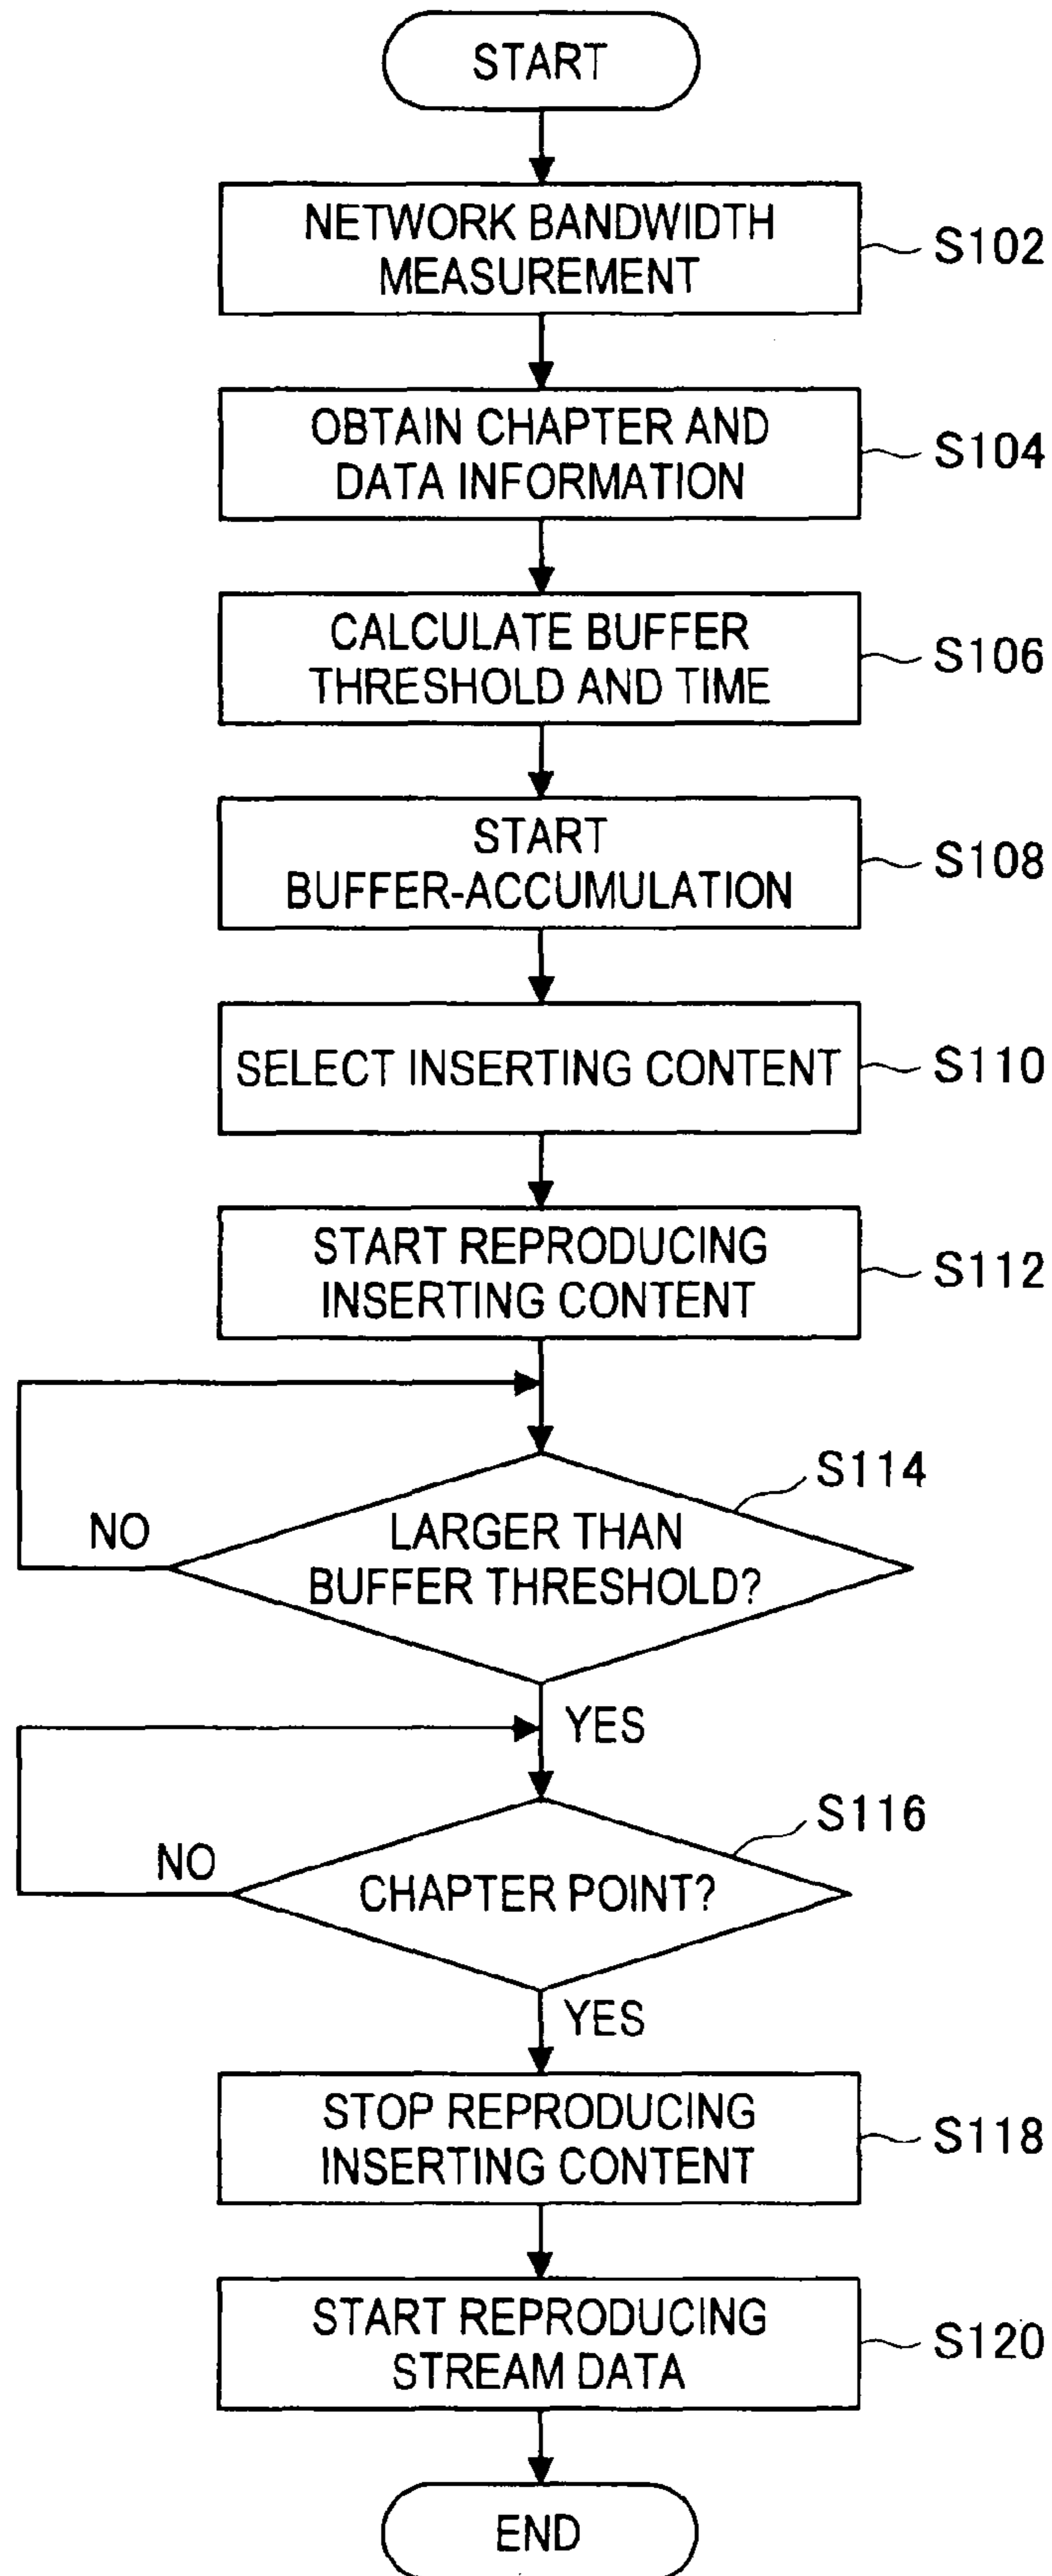 START
NETWORK BANDWIDTH
MEASUREMENT
S102
OBTAIN CHAPTER AND
DATA INFORMATION
S104
CALCULATE BUFFER
THRESHOLD AND TIME
S106
START
BUFFER-ACCUMULATION
S108
SELECT INSERTING CONTENT
S110
START REPRODUCING
INSERTING CONTENT
S112
S114
NO
LARGER THAN
BUFFER THRESHOLD?
YES
S116
NO
CHAPTER POINT?
YES
STOP REPRODUCING
INSERTING CONTENT
S118
START REPRODUCING
STREAM DATA
S120
END